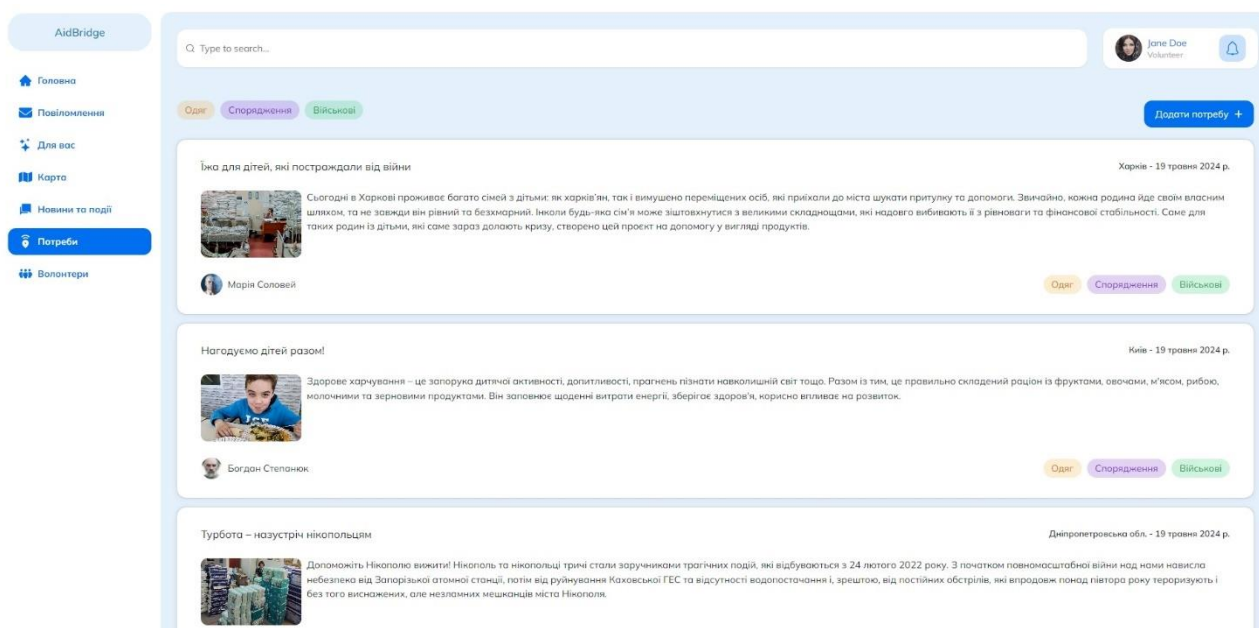 AidBridge
Type to search...
Jane Doe
Volunteer
Головна
Повіломлення
Для вас
Карта
Новини та події
Потреби
Волонтери
Одяг Спорядження Військові
Додати потребу +
Їжа для дітей, які постраждали від війни
Харків - 19 травня 2024 р.
Сьогодні в Харкові проживає багато сімей з дітьми: як харків'ян, так і вимушено переміщених осіб, які приїхали до міста шукати притулку та допомоги. Звичайно, кожна родина йде своїм власним
шляхом, та не завжди він рівний та безхмарний. Інколи будь-яка сім'я може зіштовхнутися з великими складнощами, які надовго вибивають її з рівноваги та фінансової стабільності. Саме для
таких родин із дітьми, які саме зараз долають кризу, створено цей проєкт на допомогу у вигляді продуктів.
Марія Соловей
Одяг Спорядження Військові
Нагодуємо дітей разом!
Київ - 19 травня 2024 р.
Здорове харчування – це запорука дитячої активності, допитливості, прагнень пізнати навколишній світ тощо. Разом із тим, це правильно складений раціон із фруктами, овочами, м'ясом, рибою,
молочними та зерновими продуктами. Він заповнює щоденні витрати енергії, зберігає здоров'я, корисно впливає на розвиток.
Богдан Степанюк
Одяг Спорядження Військові
Турбота – назустріч нікопольцям
Дніпропетровська обл. - 19 травня 2024 р.
Допоможіть Нікополю вижити! Нікополь та нікопольці тричі стали заручниками трагічних подій, які відбуваються з 24 лютого 2022 року. З початком повномасштабної війни над нами нависла
небезпека від Запорізької атомної станції, потім від руйнування Каховської ГЕС та відсутності водопостачання і, зрештою, від постійних обстрілів, які впродовж понад півтора року тероризують і
без того виснажених, але незламних мешканців міста Нікополя.